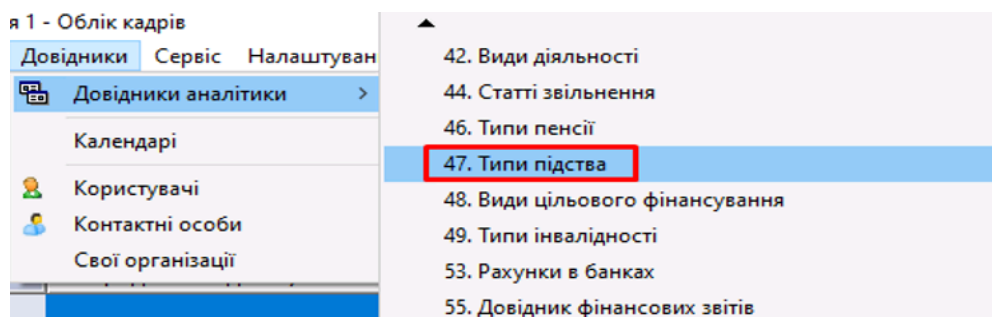 я 1 - Облік кадрів
Довідники Сервіс Налаштуван
Довідники аналітики >
Календарі
Користувачі
Контактні особи
Свої організації
42. Види діяльності
44. Статті звільнення
46. Типи пенсії
47. Типи підства
48. Види цільового фінансування
49. Типи інвалідності
53. Рахунки в банках
55. Довідник фінансових звітів